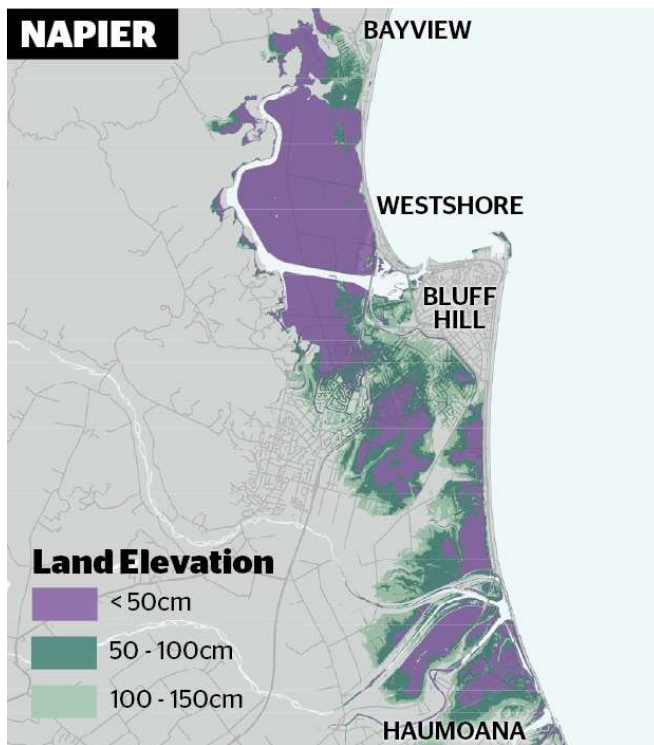 NAPIER
BAYVIEW
WESTSHORE
BLUFF
HILL
Land Elevation
< 50cm
50 - 100cm
100 - 150cm
HAUMOANA